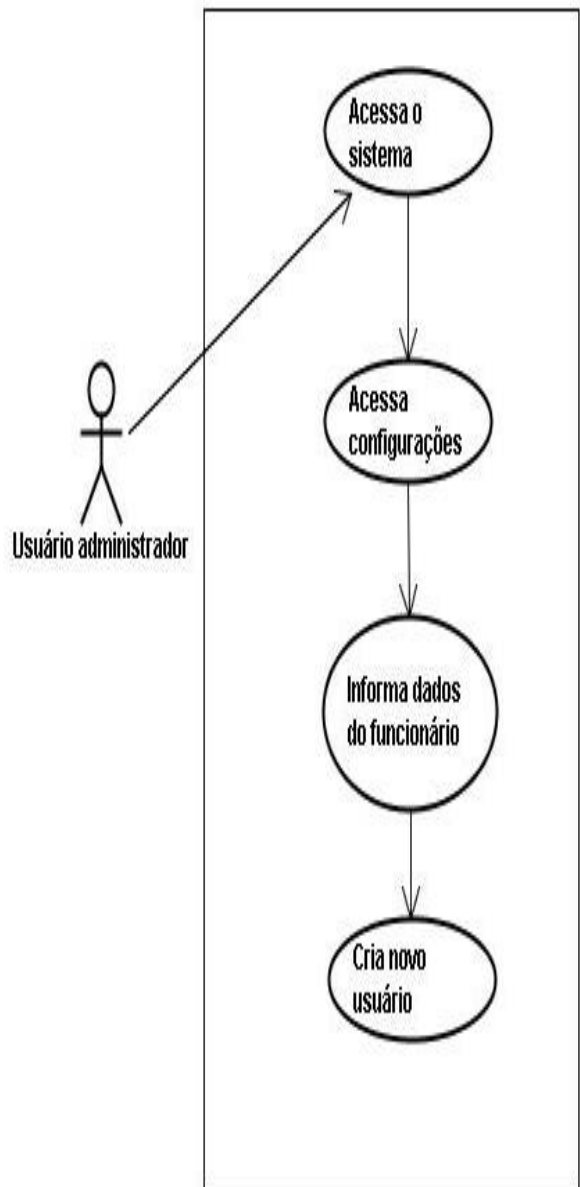 Acessa o
sistema
Acessa
configurações
Usuário administrador
Informa dados
do funcionário
Cria novo
usuário